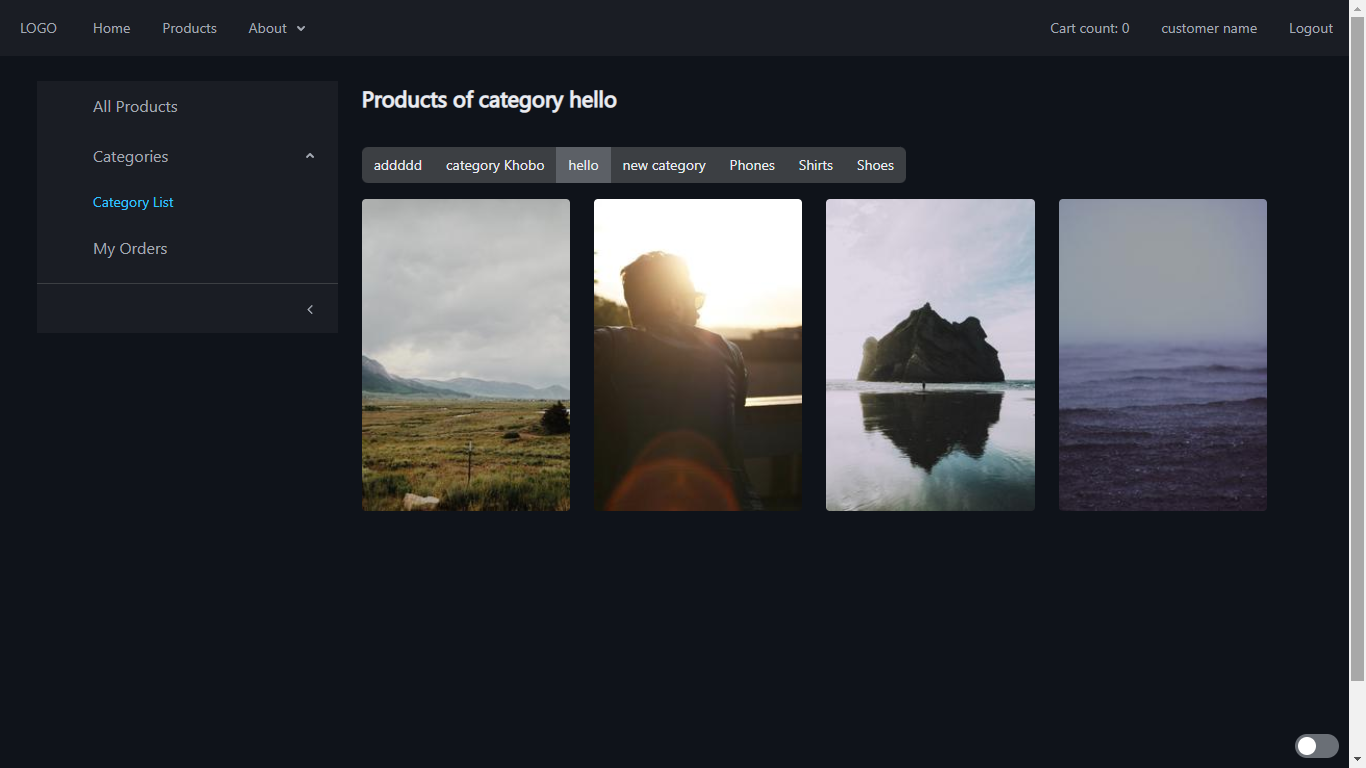 LOGO Home Products About Cart count: 0 customer name Logout
All Products
Categories
Category List
My Orders
Products of category hello
addddd category Khobo hello new category Phones Shirts Shoes